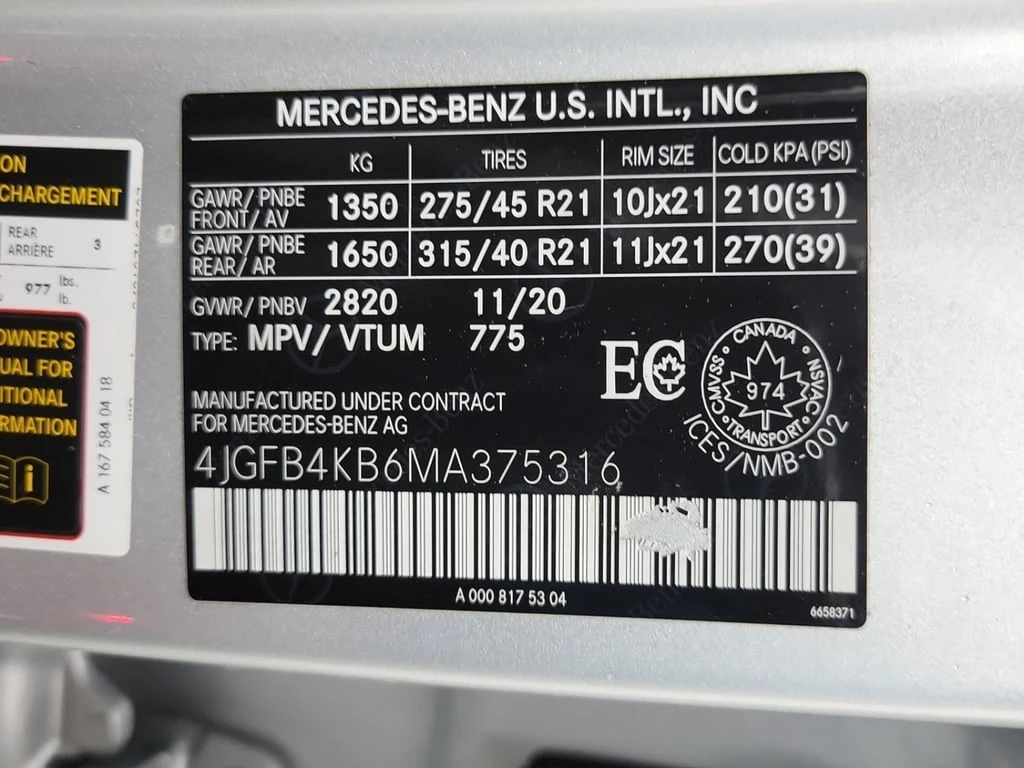 MERCEDES-BENZ U.S. INTL., INC
KG TIRES RIM SIZE COLD KPA (PSI)
GAWR/ PNBE FRONT/ AV 1350 275/45 R21 10Jx21 210(31)
GAWR/ PNBE REAR/ AR 1650 315/40 R21 11Jx21 270(39)
GVWR/ PNBV 2820 11/20
TYPE: MPV/ VTUM 775
MANUFACTURED UNDER CONTRACT
FOR MERCEDES-BENZ AG
4JGFB4KB6MA375316
EC
CANADA
CMVSS 974 NSVAC
TRANSPORT
ICES/NMB-002
A 000 817 53 04
6658371
ON
CHARGEMENT
REAR
ARRIÈRE 3
977 lbs.
lb.
OWNER'S
UAL FOR
ITIONAL
RMATION
A 167 584 04 18